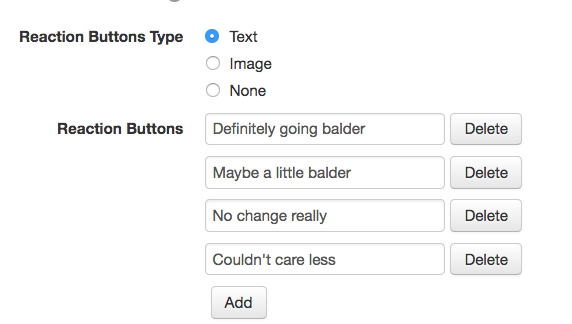 Reaction Buttons Type
Text
Image
None
Reaction Buttons
Definitely going balder Delete
Maybe a little balder Delete
No change really Delete
Couldn't care less Delete
Add